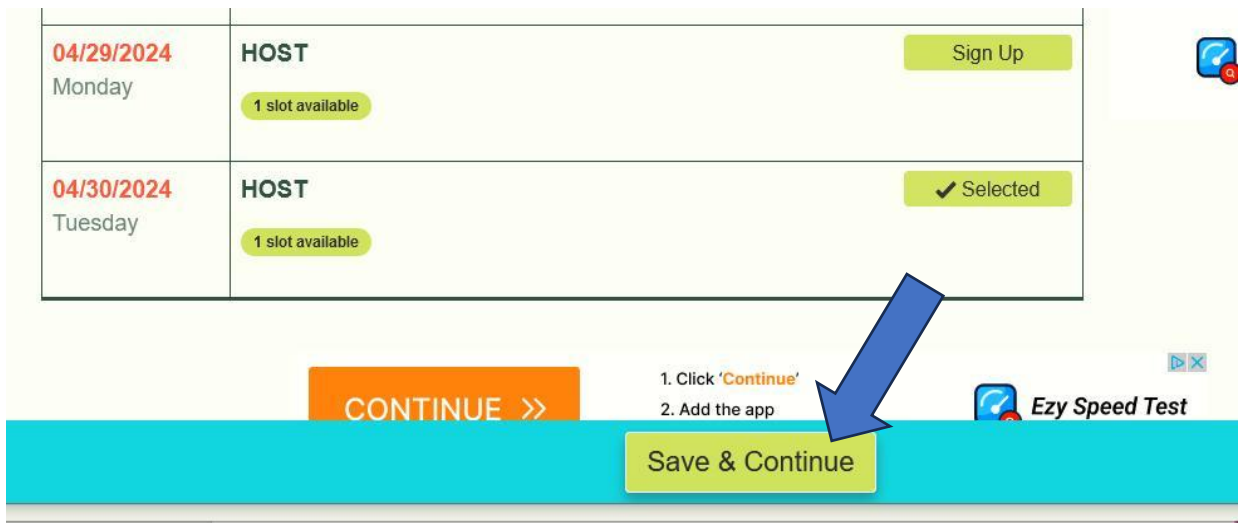 04/29/2024 HOST Sign Up
Monday
1 slot available
04/30/2024 HOST ✔ Selected
Tuesday
1 slot available
1. Click ‘Continue’
CONTINUE >> 2. Add the app Ezy Speed Test
Save & Continue